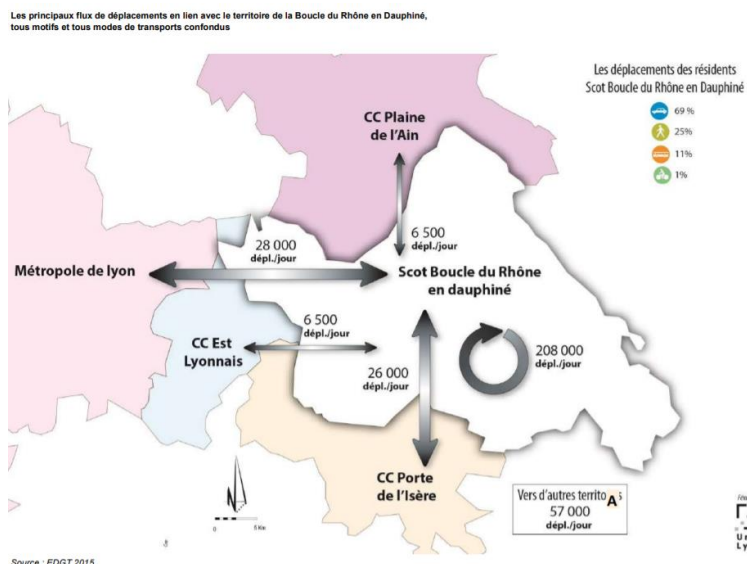 Les principaux flux de déplacements en lien avec le territoire de la Boucle du Rhône en Dauphiné,
tous motifs et tous modes de transports confondus
Les déplacements des résidents
Scot Boucle du Rhône en Dauphiné
69 %
25%
11%
1%
CC Plaine
de l'Ain
6 500
dépl./jour
28 000
dépl./jour
Métropole de lyon
Scot Boucle du Rhône
en dauphiné
6 500
dépl./jour
CC Est
Lyonnais
26 000
dépl./jour
208 000
dépl./jour
CC Porte
de l'Isère
Vers d'autres
A
57 000
dépl./jour
N
0 5 Km
Source : EDGT 2015